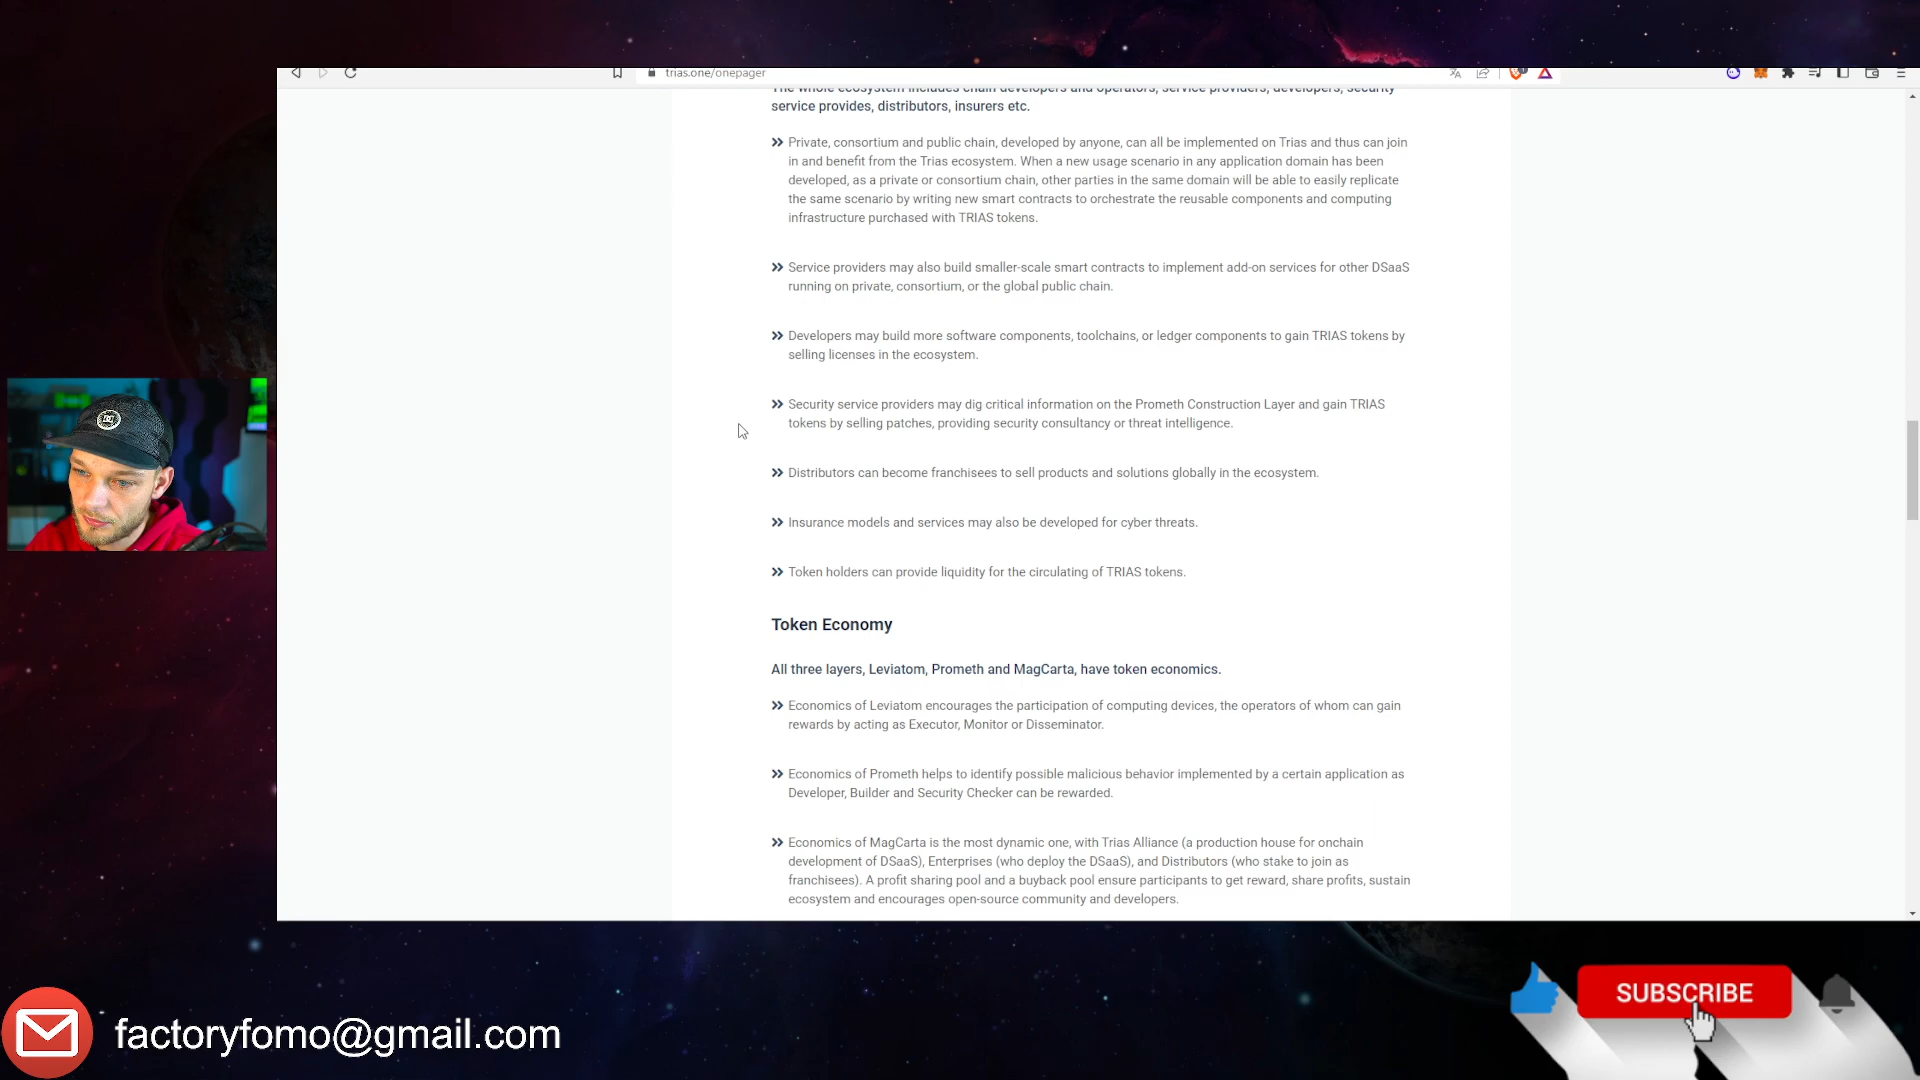 trias.one/onepager
The whole ecosystem includes chain developers and operators, service providers, developers, security
service provides, distributors, insurers etc.
Private, consortium and public chain, developed by anyone, can all be implemented on Trias and thus can join
in and benefit from the Trias ecosystem. When a new usage scenario in any application domain has been
developed, as a private or consortium chain, other parties in the same domain will be able to easily replicate
the same scenario by writing new smart contracts to orchestrate the reusable components and computing
infrastructure purchased with TRIAS tokens.
Service providers may also build smaller-scale smart contracts to implement add-on services for other DSaaS
running on private, consortium, or the global public chain.
Developers may build more software components, toolchains, or ledger components to gain TRIAS tokens by
selling licenses in the ecosystem.
Security service providers may dig critical information on the Prometh Construction Layer and gain TRIAS
tokens by selling patches, providing security consultancy or threat intelligence.
Distributors can become franchisees to sell products and solutions globally in the ecosystem.
Insurance models and services may also be developed for cyber threats.
Token holders can provide liquidity for the circulating of TRIAS tokens.
Token Economy
All three layers, Leviatom, Prometh and MagCarta, have token economics.
Economics of Leviatom encourages the participation of computing devices, the operators of whom can gain
rewards by acting as Executor, Monitor or Disseminator.
Economics of Prometh helps to identify possible malicious behavior implemented by a certain application as
Developer, Builder and Security Checker can be rewarded.
Economics of MagCarta is the most dynamic one, with Trias Alliance (a production house for onchain
development of DSaaS), Enterprises (who deploy the DSaaS), and Distributors (who stake to join as
franchisees). A profit sharing pool and a buyback pool ensure participants to get reward, share profits, sustain
ecosystem and encourages open-source community and developers.
factoryfomo@gmail.com
SUBSCRIBE